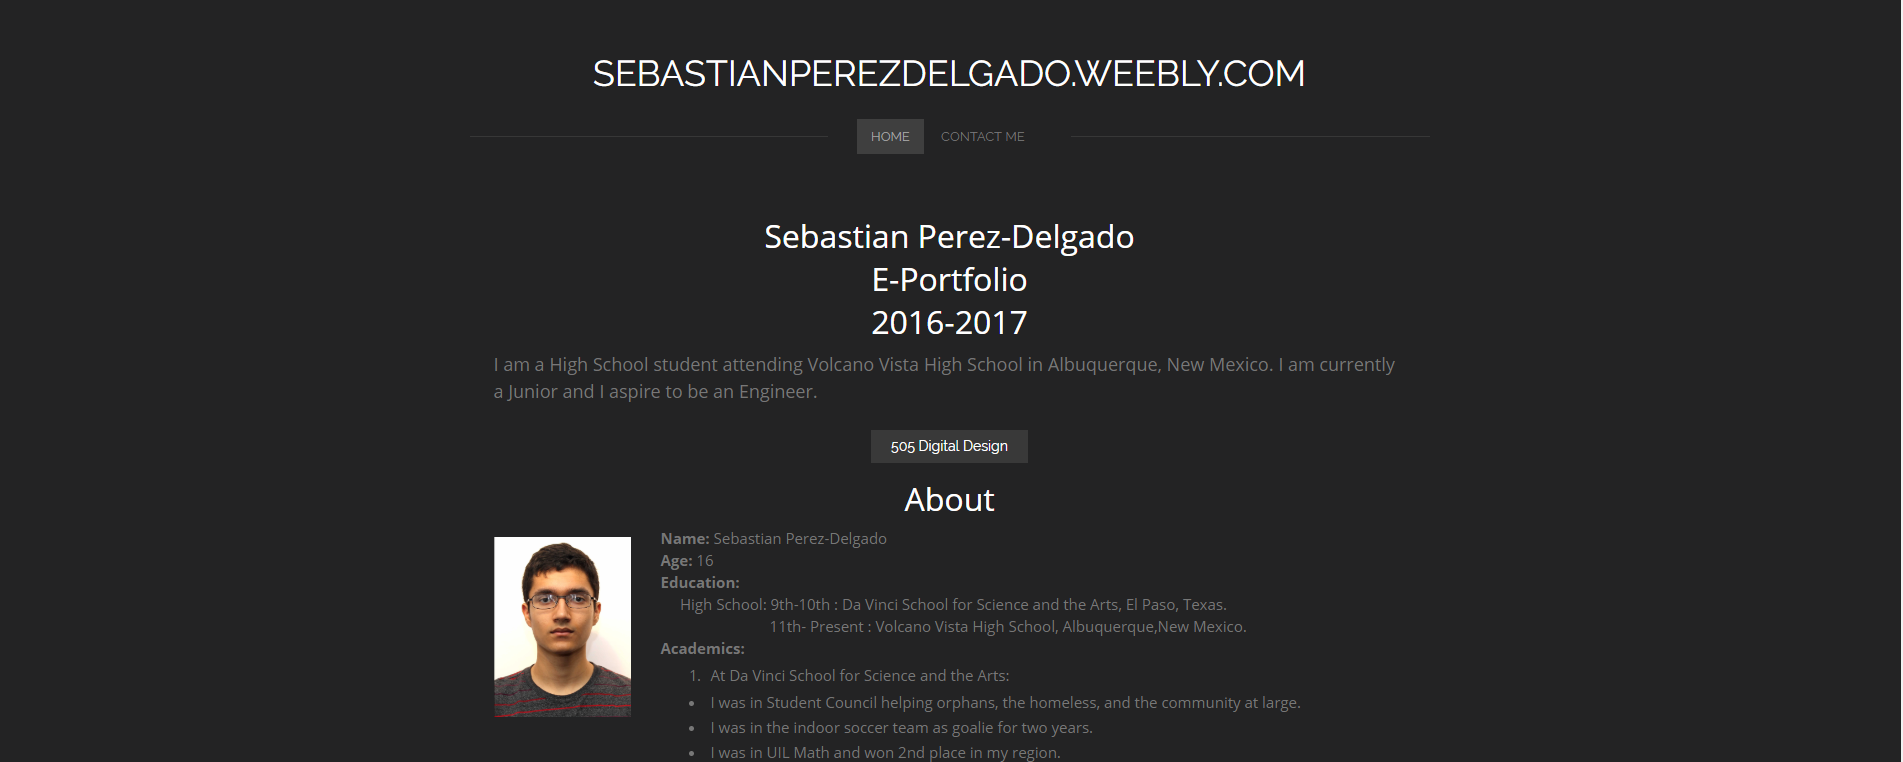 SEBASTIANPEREZDELGADO.WEEBLY.COM
HOME CONTACT ME
Sebastian Perez-Delgado
E-Portfolio
2016-2017
I am a High School student attending Volcano Vista High School in Albuquerque, New Mexico. I am currently
a Junior and I aspire to be an Engineer.
505 Digital Design
About
Name: Sebastian Perez-Delgado
Age: 16
Education:
High School: 9th-10th : Da Vinci School for Science and the Arts, El Paso, Texas.
11th- Present : Volcano Vista High School, Albuquerque,New Mexico.
Academics:
1. At Da Vinci School for Science and the Arts:
• I was in Student Council helping orphans, the homeless, and the community at large.
• I was in the indoor soccer team as goalie for two years.
• I was in UIL Math and won 2nd place in my region.